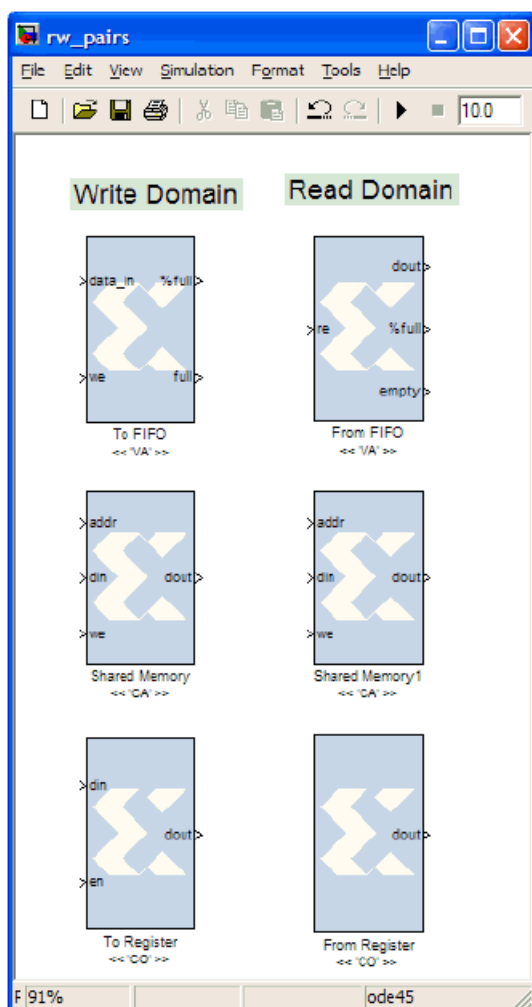 rw_pairs
File Edit View Simulation Format Tools Help
10.0
Write Domain
Read Domain
data_in %full
we full
To FIFO
<< 'VA' >>
dout
re %full
empty
From FIFO
<< 'VA' >>
addr
din dout
we
Shared Memory
<< 'CA' >>
addr
din dout
we
Shared Memory1
<< 'CA' >>
din
dout
en
To Register
<< 'CO' >>
dout
From Register
<< 'CO' >>
F 91% ode45